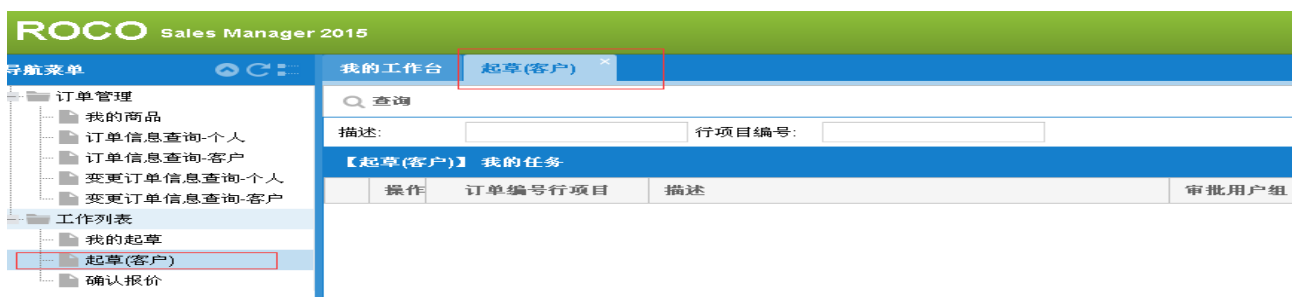 ROCO Sales Manager 2015
导航菜单
我的工作台 起草(客户)
订单管理
我的商品
订单信息查询-个人
订单信息查询-客户
变更订单信息查询-个人
变更订单信息查询-客户
工作列表
我的起草
起草(客户)
确认报价
查询
描述: 行项目编号:
【起草(客户)】 我的任务
操作 订单编号行项目 描述 审批用户组